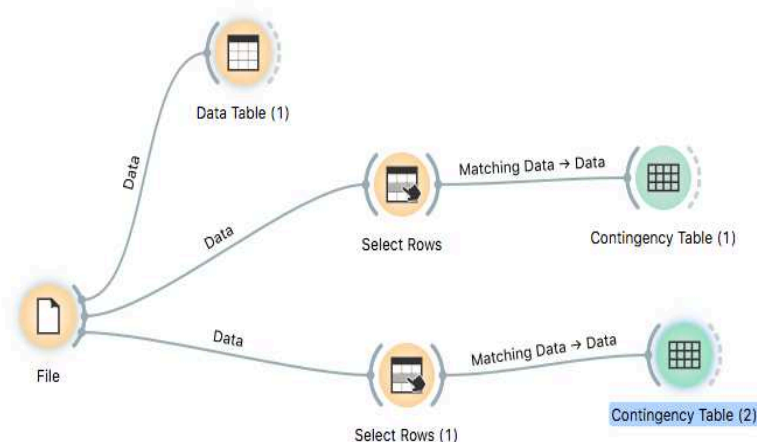 Data Table (1)
Data
Matching Data → Data
Data
Select Rows
Contingency Table (1)
Data
Matching Data → Data
File
Contingency Table (2)
Select Rows (1)